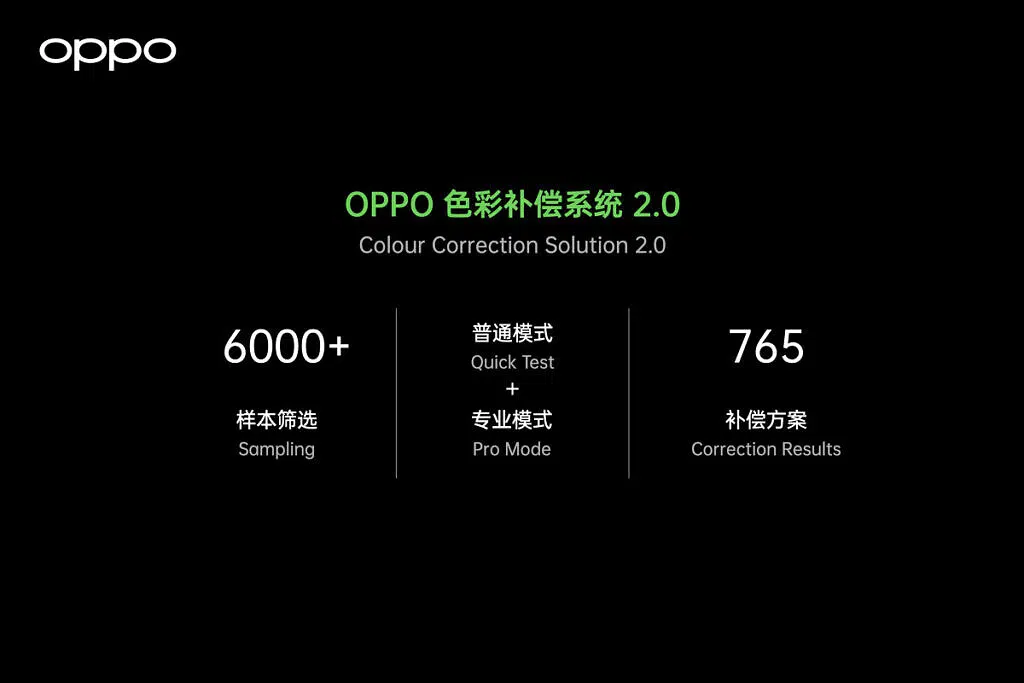 oppo
OPPO 色彩补偿系统 2.0
Colour Correction Solution 2.0
6000+
样本筛选
Sampling
普通模式
Quick Test
+
专业模式
Pro Mode
765
补偿方案
Correction Results